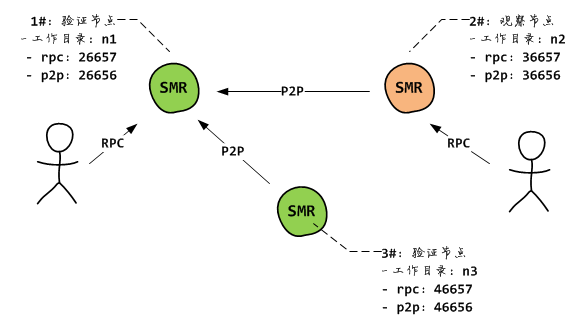 1#: 验证节点
- 工作目录: n1
- rpc: 26657
- p2p: 26656
2#: 观察节点
- 工作目录: n2
- rpc: 36657
- p2p: 36656
SMR
P2P
SMR
RPC
P2P
RPC
SMR
3#: 验证节点
- 工作目录: n3
- rpc: 46657
- p2p: 46656